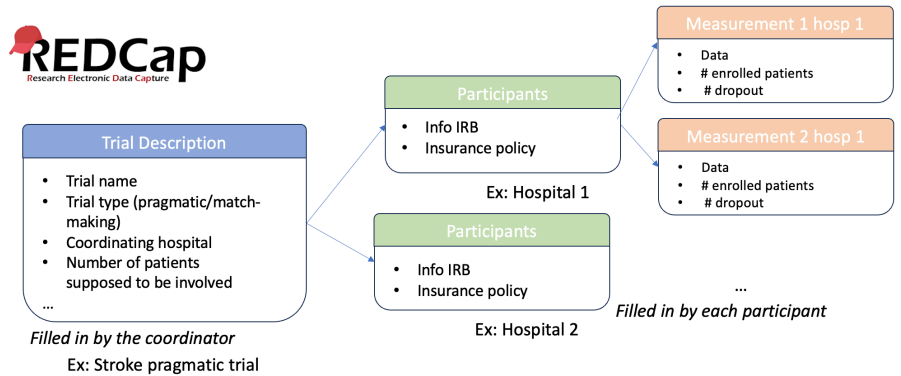 REDCap
Research Electronic Data Capture
Trial Description
• Trial name
• Trial type (pragmatic/match-
making)
• Coordinating hospital
• Number of patients
supposed to be involved
...
Filled in by the coordinator
Ex: Stroke pragmatic trial
Participants
• Info IRB
• Insurance policy
Ex: Hospital 1
Participants
• Info IRB
• Insurance policy
Ex: Hospital 2
Measurement 1 hosp 1
• Data
• # enrolled patients
• # dropout
Measurement 2 hosp 1
• Data
• # enrolled patients
• # dropout
...
Filled in by each participant